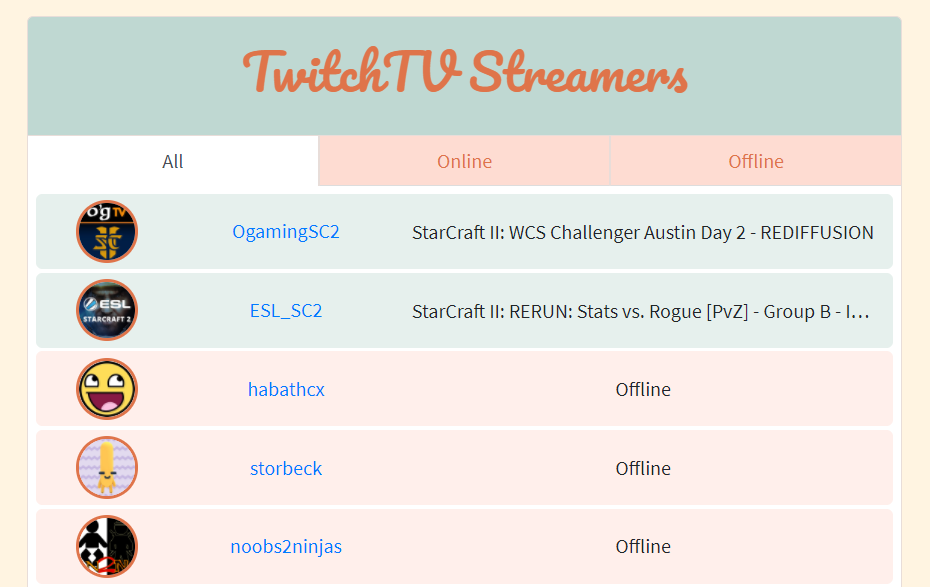 TwitchTV Streamers
All Online Offline
o'g TV
SC
OgamingSC2 StarCraft II: WCS Challenger Austin Day 2 - REDIFFUSION
ESL
STARCRAFT 2
ESL_SC2 StarCraft II: RERUN: Stats vs. Rogue [PvZ] - Group B - I…
habathcx Offline
storbeck Offline
noobs2ninjas Offline